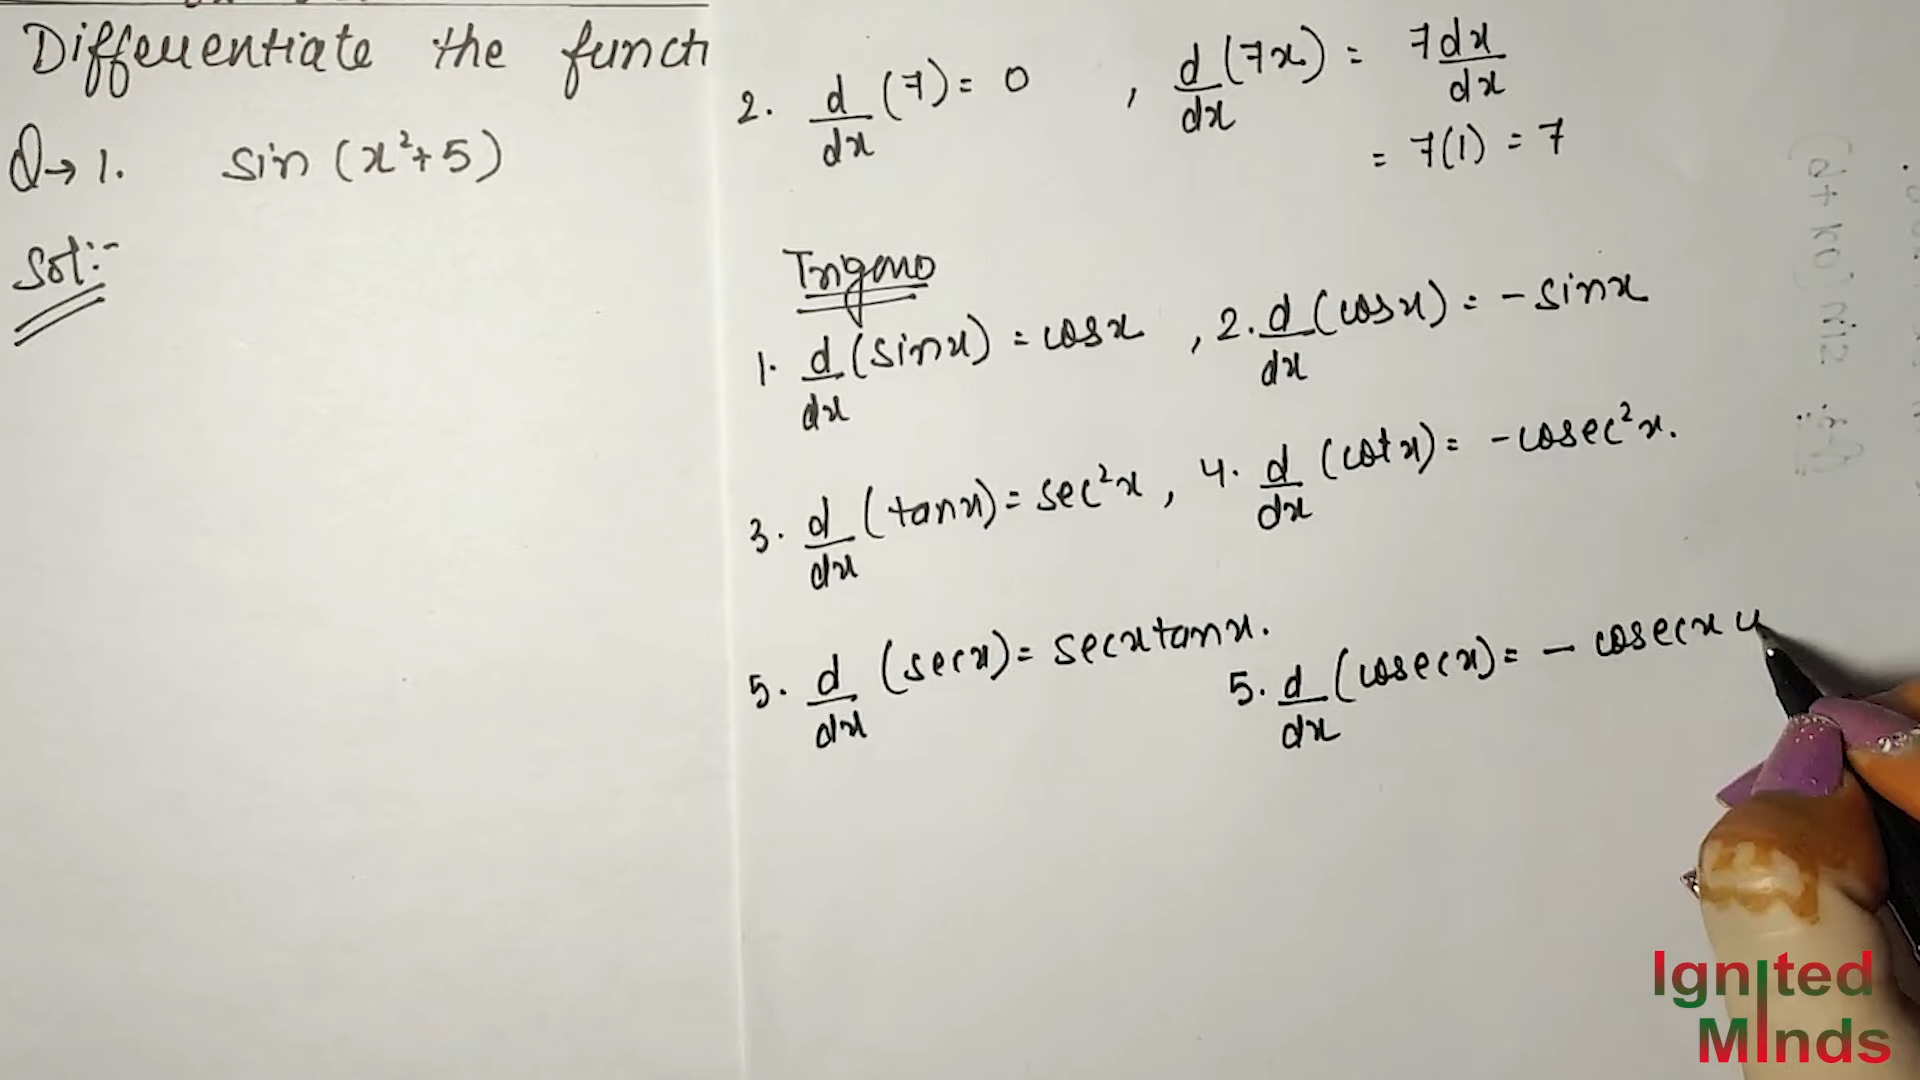 Differentiate the functi
Q→ 1. sin (x²+5)
Sol:-
2. d/dx (7) = 0 , d/dx (7x) = 7dx/dx
= 7(1) = 7
Trigono
1. d/dx (sinx) = cosx , 2. d/dx (cosx) = -sinx
3. d/dx (tanx) = sec²x , 4. d/dx (cotx) = -cosec²x.
5. d/dx (secx) = secxtanx. 5. d/dx (cosecx) = - cosecx
Ignited
Minds